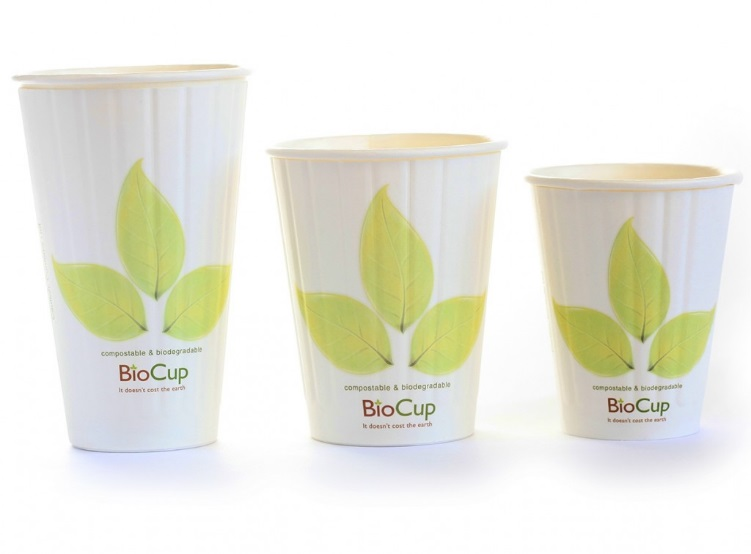 compostable & biodegradable
BioCup
It doesn't cost the earth
compostable & biodegradable
BioCup
It doesn't cost the earth
compostable & biodegradable
BioCup
It doesn't cost the earth